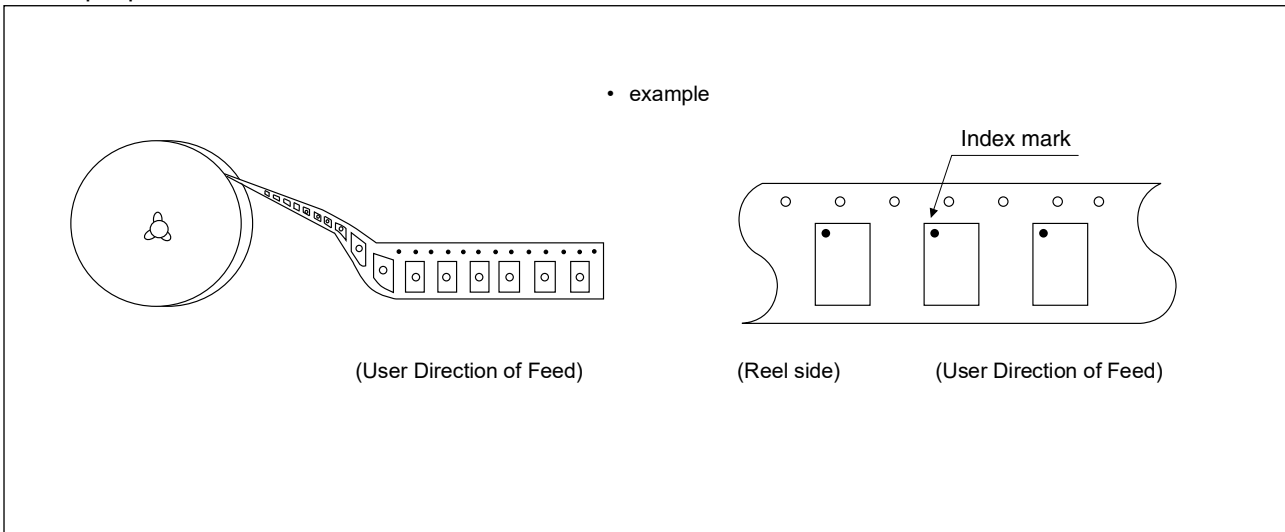 • example
Index mark
(User Direction of Feed)
(Reel side)
(User Direction of Feed)